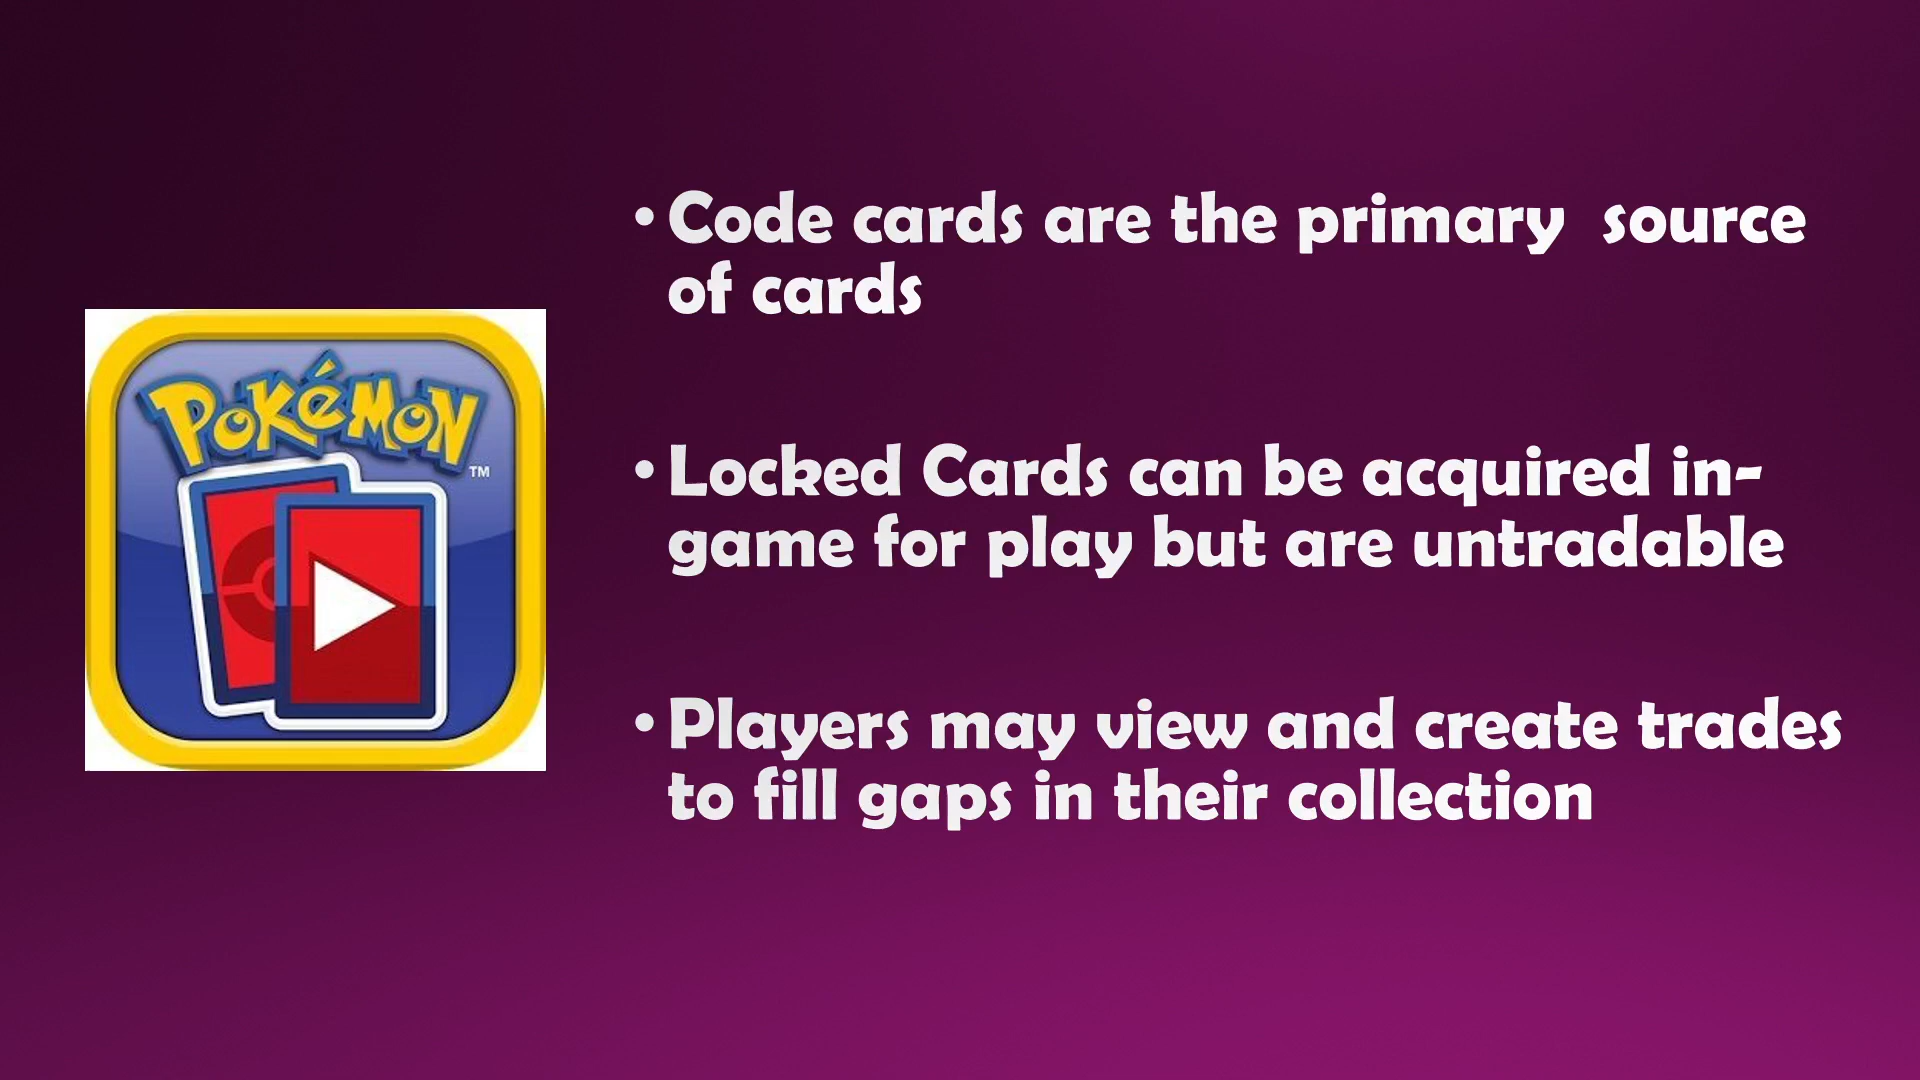 POKéMON
TM
• Code cards are the primary  source
of cards
• Locked Cards can be acquired in-
game for play but are untradable
• Players may view and create trades
to fill gaps in their collection